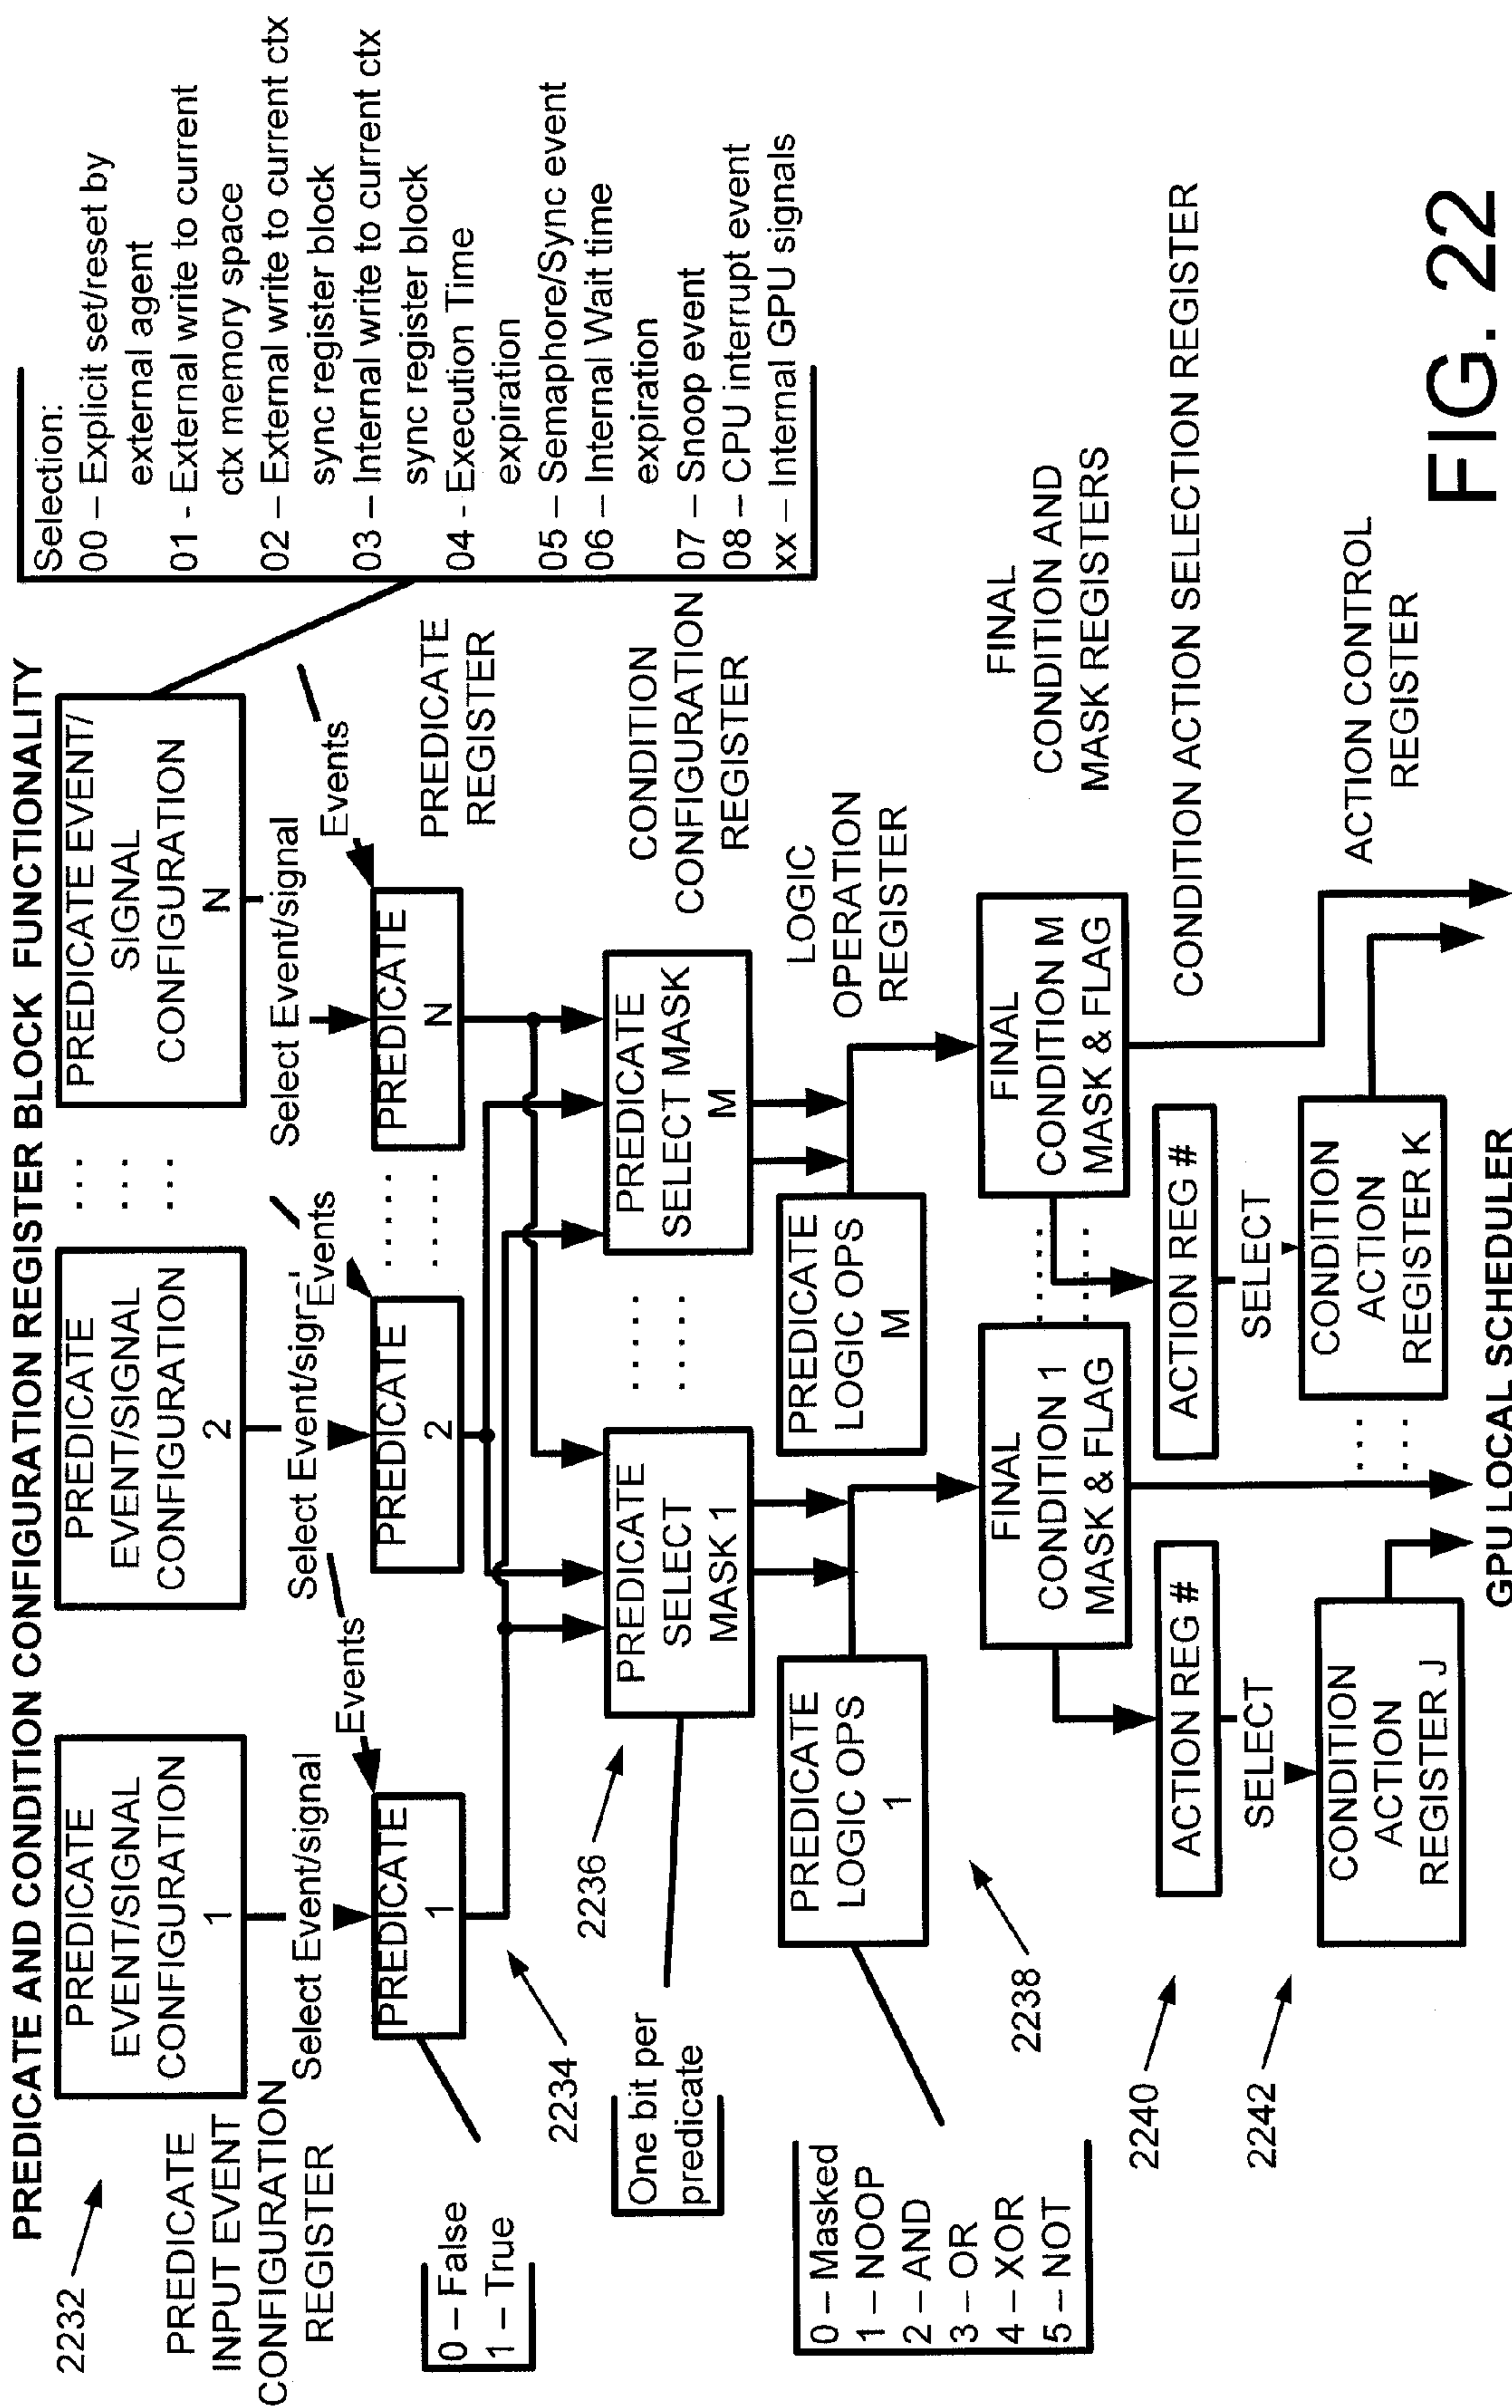 PREDICATE AND CONDITION CONFIGURATION REGISTER BLOCK FUNCTIONALITY
2232
PREDICATE
INPUT EVENT
CONFIGURATION
REGISTER
PREDICATE
EVENT/SIGNAL
CONFIGURATION
1
PREDICATE
EVENT/SIGNAL
CONFIGURATION
2
. . .
. . .
. . .
PREDICATE EVENT/
SIGNAL
CONFIGURATION
N
Selection:
00 – Explicit set/reset by
external agent
01 - External write to current
ctx memory space
02 – External write to current ctx
sync register block
03 – Internal write to current ctx
sync register block
04 - Execution Time
expiration
05 – Semaphore/Sync event
06 – Internal Wait time
expiration
07 – Snoop event
08 – CPU interrupt event
xx – Internal GPU signals
Select Event/signal
Events
Select Event/signal
Events
Select Event/signal
Events
0 – False
1 – True
PREDICATE
1
PREDICATE
2
. . . . .
. . . . .
PREDICATE
N
PREDICATE
REGISTER
2234
2236
One bit per
predicate
PREDICATE
SELECT
MASK 1
. . . . .
. . . . .
PREDICATE
SELECT MASK
M
CONDITION
CONFIGURATION
REGISTER
0 – Masked
1 – NOOP
2 – AND
3 – OR
4 – XOR
5 – NOT
PREDICATE
LOGIC OPS
1
PREDICATE
LOGIC OPS
M
LOGIC
OPERATION
REGISTER
2238
FINAL
CONDITION 1
MASK & FLAG
. . . . .
. . . . .
FINAL
CONDITION M
MASK & FLAG
FINAL
CONDITION AND
MASK REGISTERS
2240
ACTION REG #
ACTION REG #
CONDITION ACTION SELECTION REGISTER
SELECT
SELECT
2242
CONDITION
ACTION
REGISTER J
. . .
. . .
CONDITION
ACTION
REGISTER K
ACTION CONTROL
REGISTER
GPU LOCAL SCHEDULER
FIG. 22